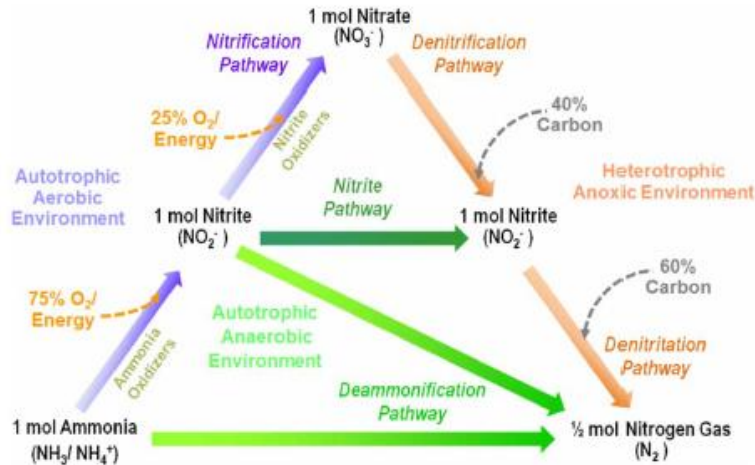 1 mol Nitrate
(NO₃⁻)
Nitrification
Pathway
Denitrification
Pathway
25% O₂/
Energy
Nitrite
Oxidizers
40%
Carbon
Autotrophic
Aerobic
Environment
Heterotrophic
Anoxic Environment
1 mol Nitrite
(NO₂⁻)
Nitrite
Pathway
1 mol Nitrite
(NO₂⁻)
75% O₂/
Energy
Ammonia
Oxidizers
Autotrophic
Anaerobic
Environment
60%
Carbon
Denitritation
Pathway
Deammonification
Pathway
1 mol Ammonia
(NH₃/ NH₄⁺)
½ mol Nitrogen Gas
(N₂)